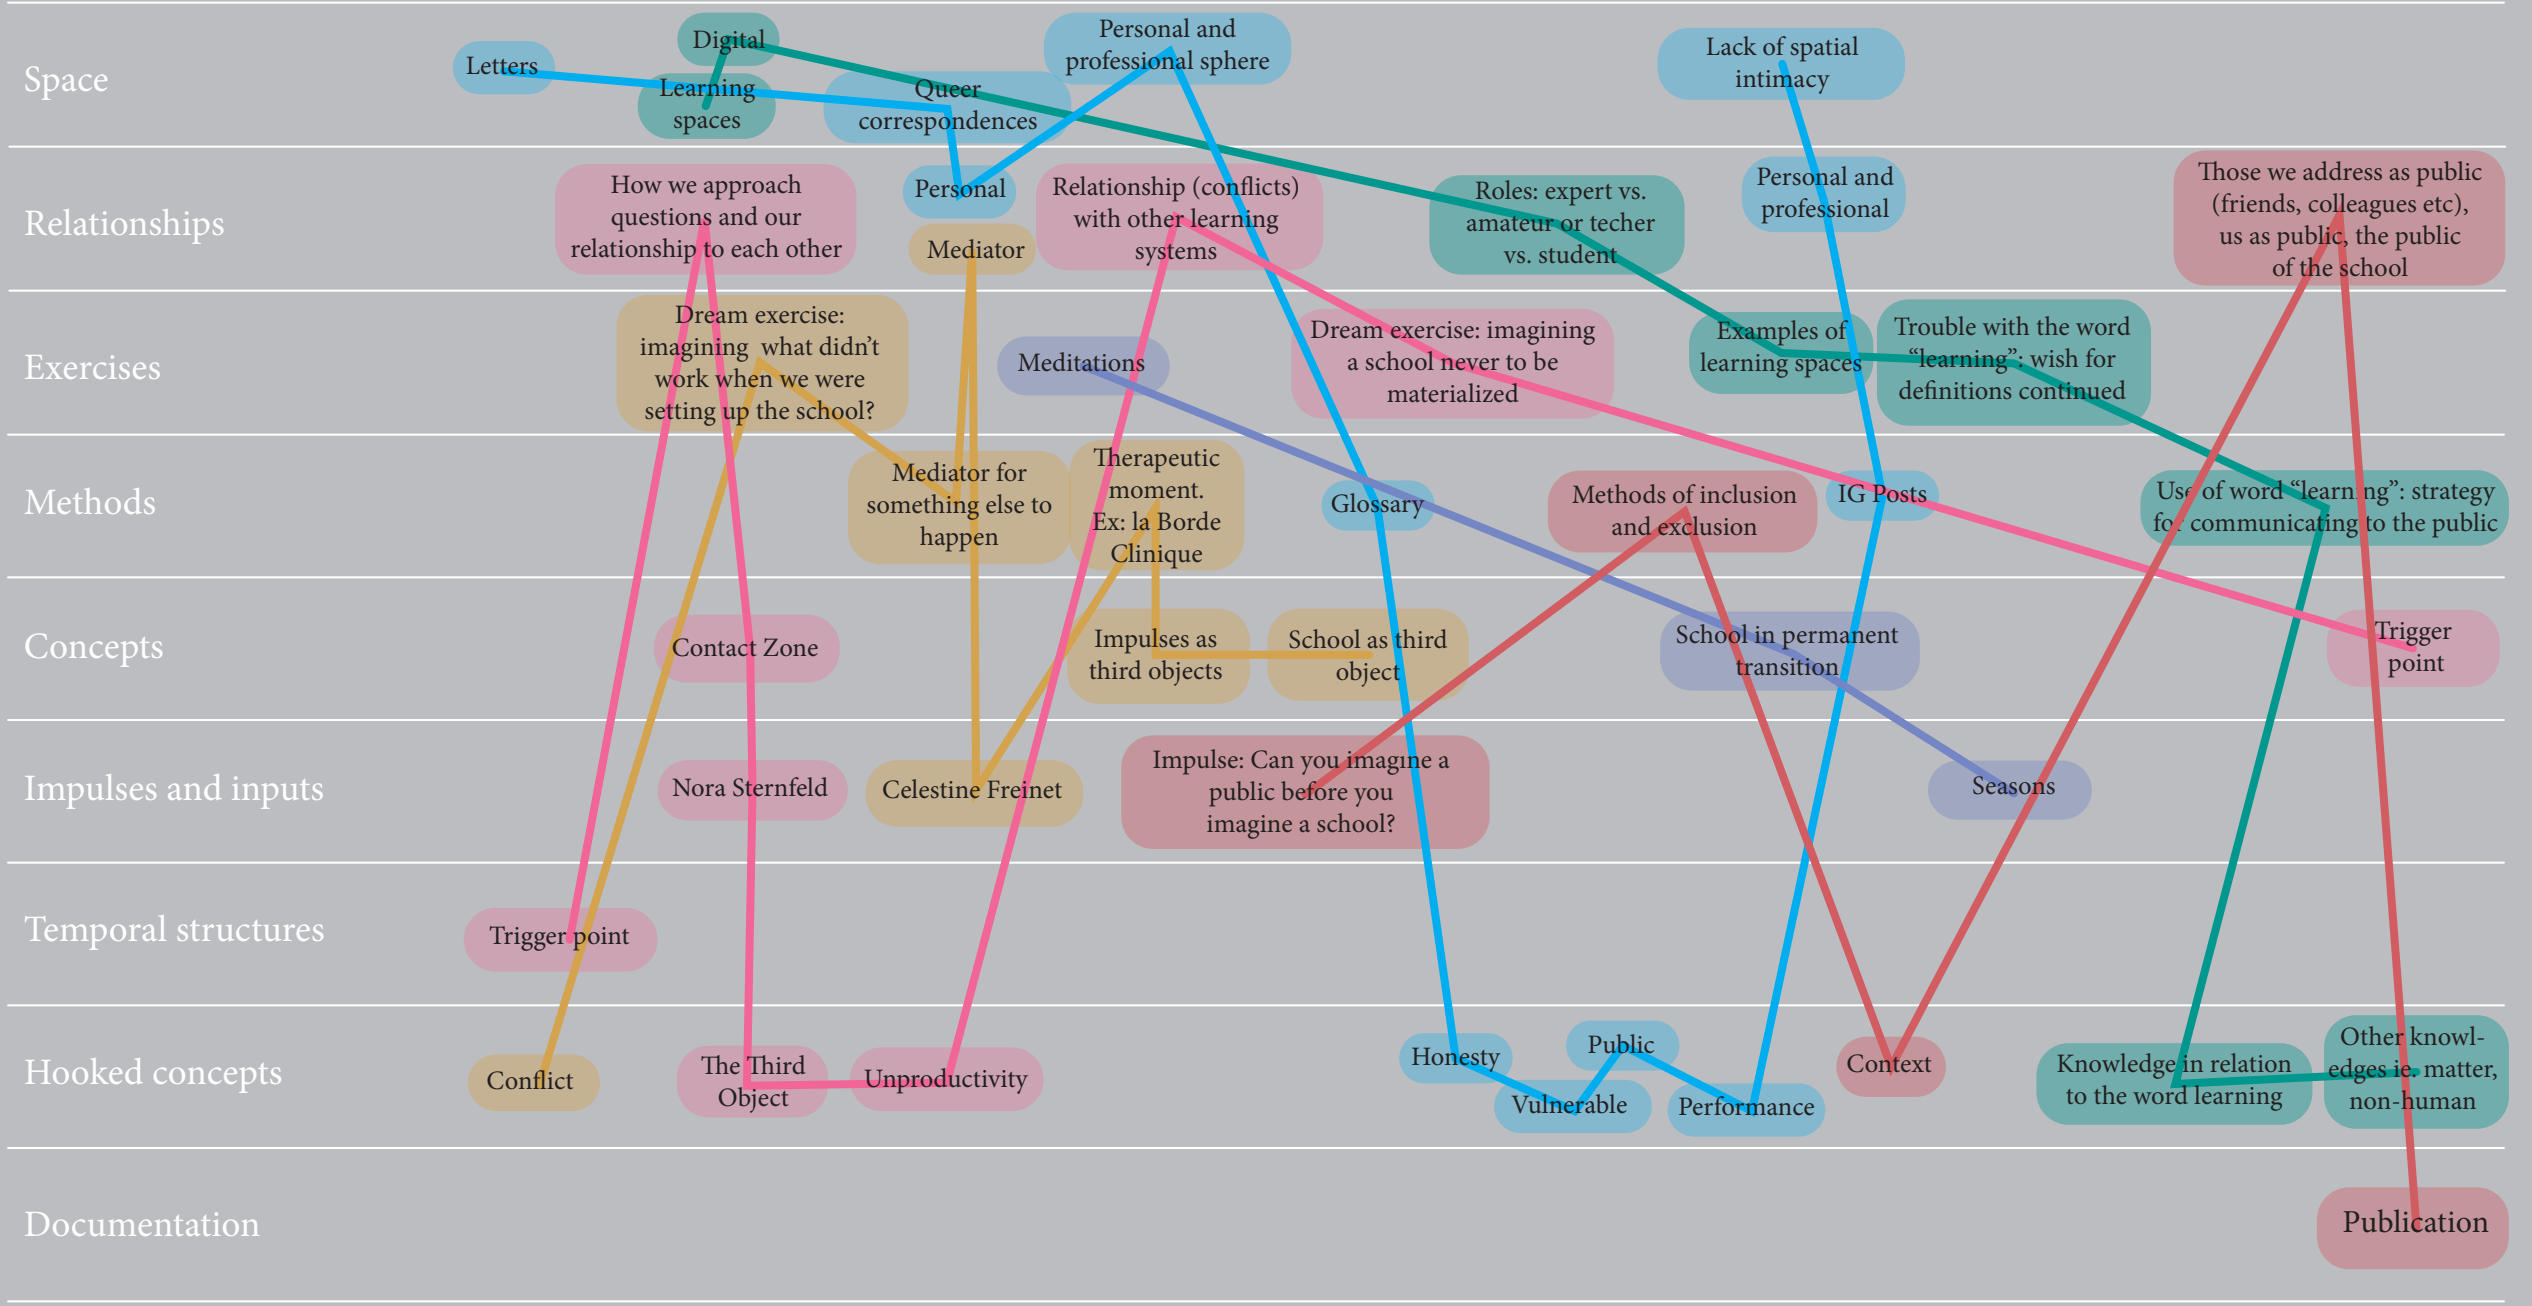 Space
Letters
Digital
Learning
spaces
Queer
correspondences
Personal and
professional sphere
Lack of spatial
intimacy
Relationships
How we approach
questions and our
relationship to each other
Personal
Mediator
Relationship (conflicts)
with other learning
systems
Roles: expert vs.
amateur or techer
vs. student
Personal and
professional
Those we address as public
(friends, colleagues etc),
us as public, the public
of the school
Exercises
Dream exercise:
imagining  what didn’t
work when we were
setting up the school?
Meditations
Dream exercise: imagining
a school never to be
materialized
Examples of
learning spaces
Trouble with the word
“learning”: wish for
definitions continued
Methods
Mediator for
something else to
happen
Therapeutic
moment.
Ex: la Borde
Clinique
Glossary
Methods of inclusion
and exclusion
IG Posts
Use of word “learning”: strategy
for communicating to the public
Concepts
Contact Zone
Impulses as
third objects
School as third
object
School in permanent
transition
Trigger
point
Impulses and inputs
Nora Sternfeld
Celestine Freinet
Impulse: Can you imagine a
public before you
imagine a school?
Seasons
Temporal structures
Trigger point
Hooked concepts
Conflict
The Third
Object
Unproductivity
Honesty
Vulnerable
Public
Performance
Context
Knowledge in relation
to the word learning
Other knowl-
edges ie. matter,
non-human
Documentation
Publication